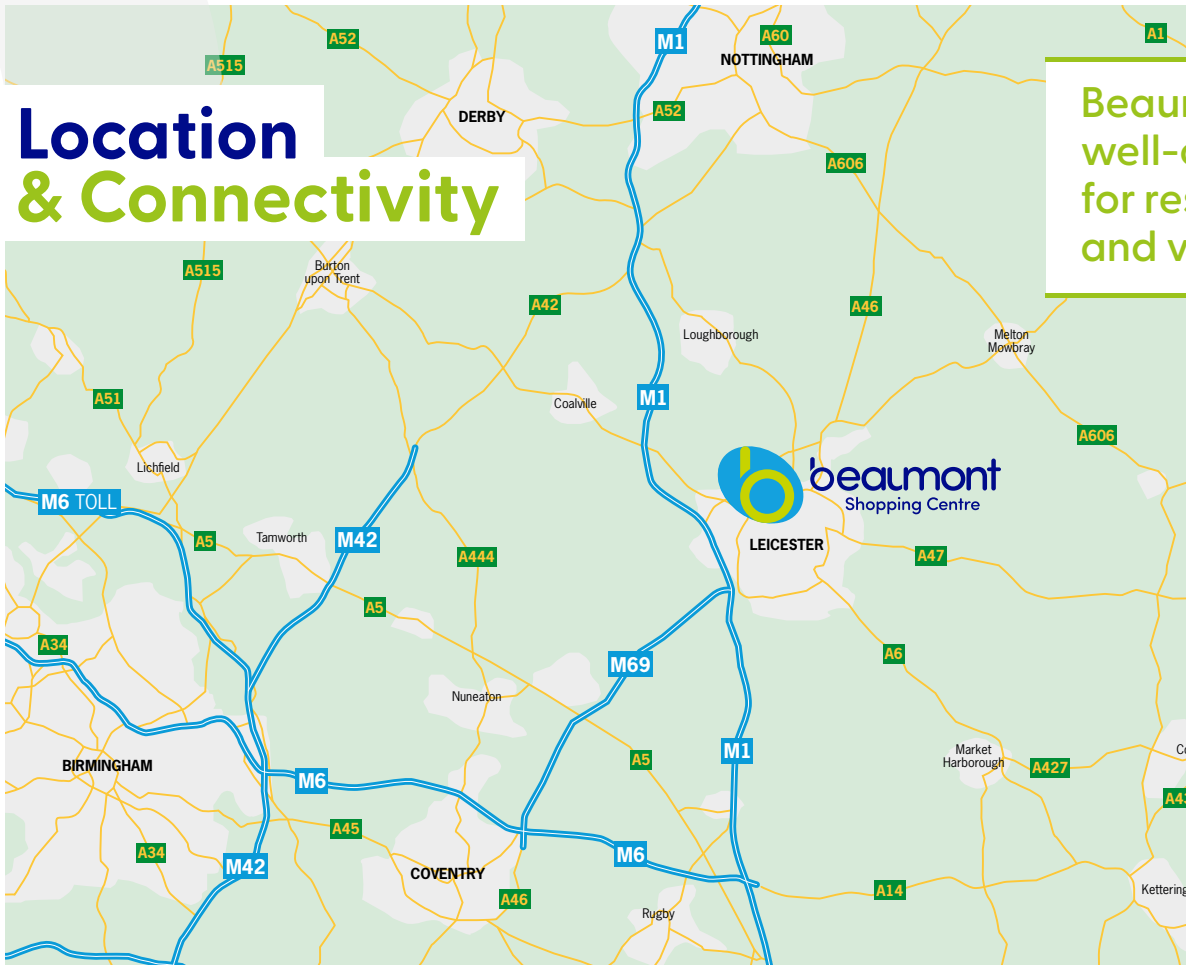 A52
M1
A60
A1
A515
NOTTINGHAM
DERBY
A52
Location
& Connectivity
A606
A515
Burton
upon Trent
A42
A46
Loughborough
Melton
Mowbray
A51
M1
Coalville
A606
Lichfield
beaumont
Shopping Centre
M6 TOLL
A5
Tamworth
M42
A444
LEICESTER
A47
A5
A34
M69
A6
Nuneaton
M1
A5
BIRMINGHAM
Market
Harborough
A427
M6
A45
A34
M42
M6
COVENTRY
A46
A14
Rugby
Kettering
for
and